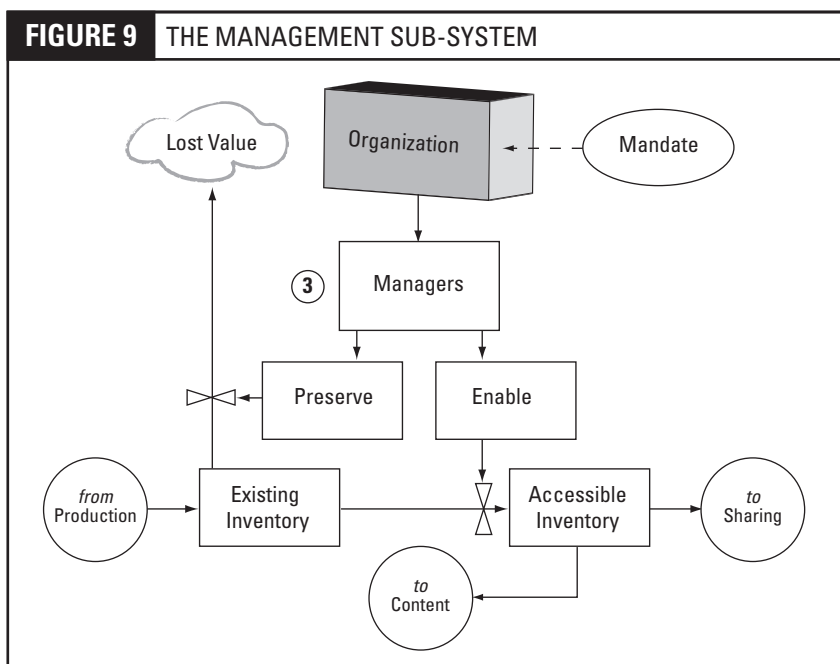 FIGURE 9 THE MANAGEMENT SUB-SYSTEM
Lost Value
Organization
Mandate
3
Managers
Preserve
Enable
from
Production
Existing
Inventory
Accessible
Inventory
to
Sharing
to
Content